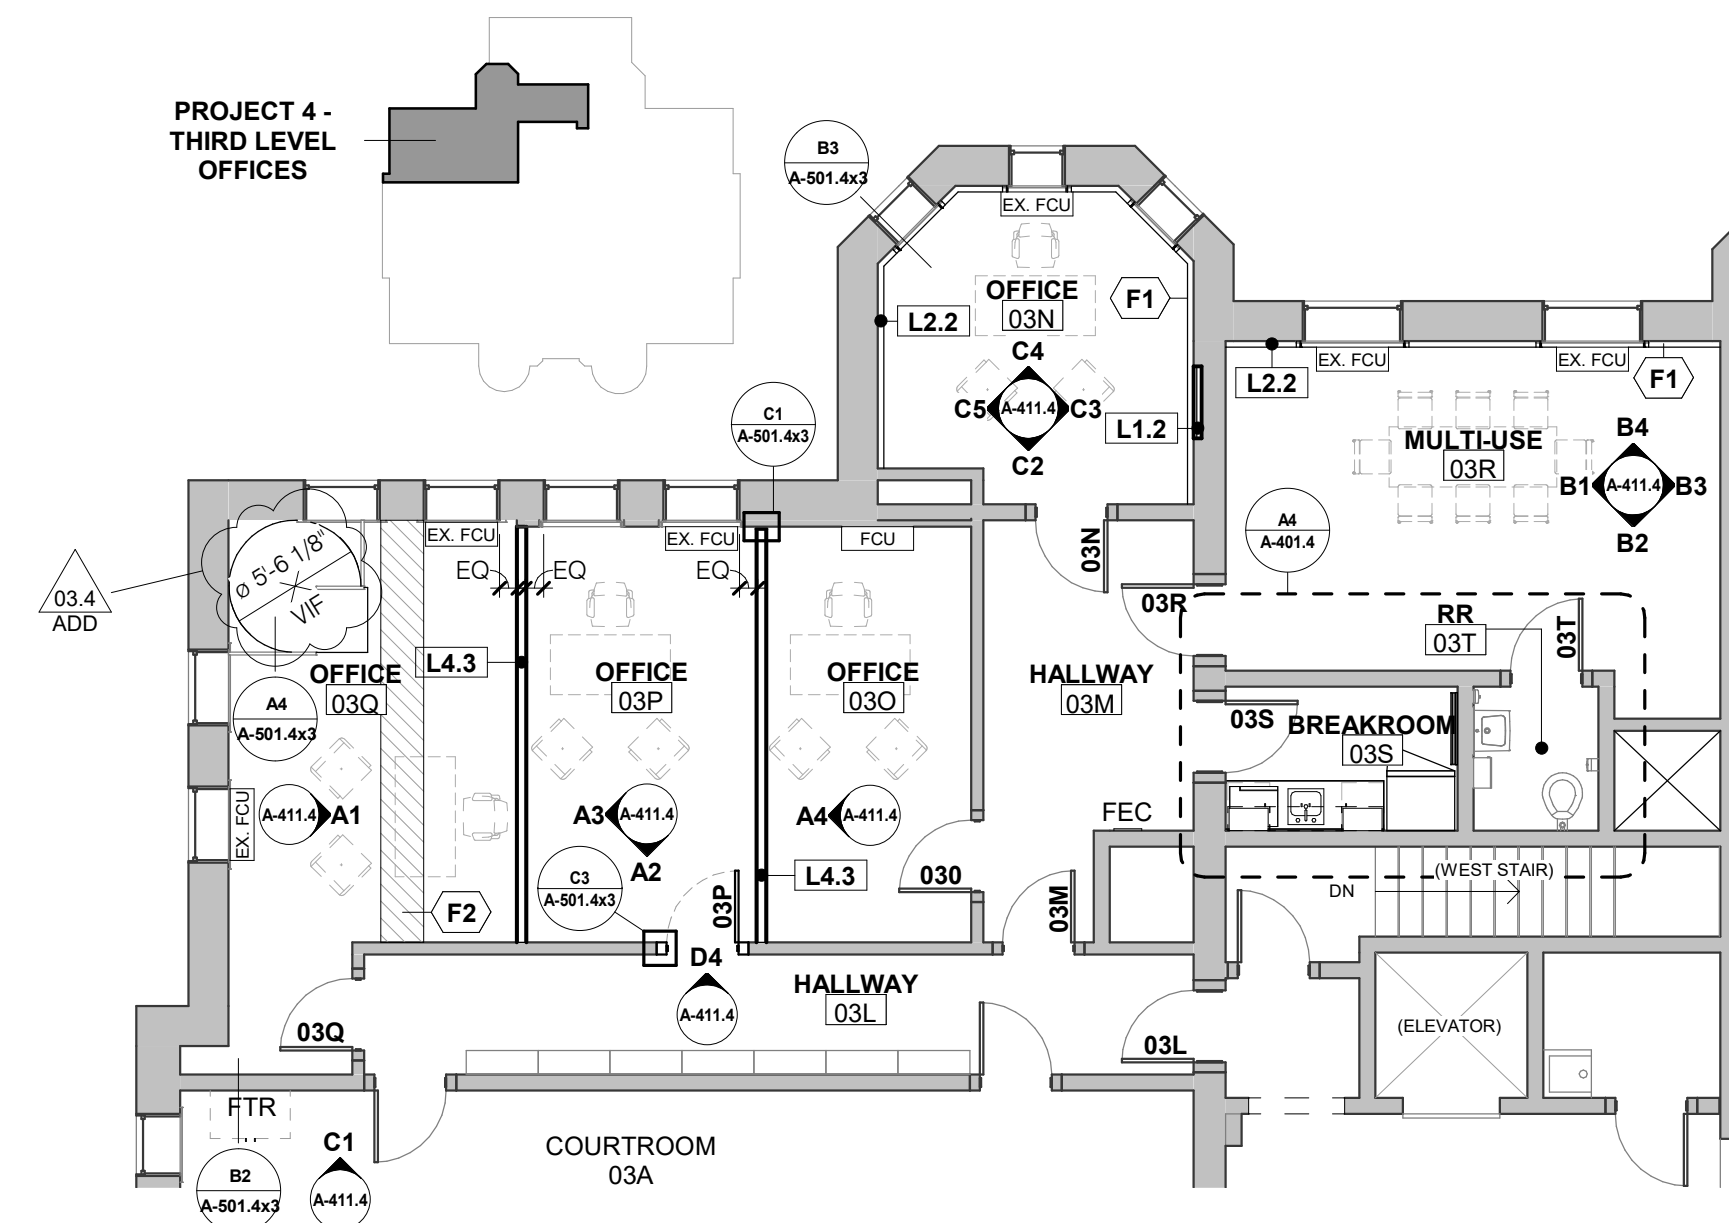 PROJECT 4 -
THIRD LEVEL
OFFICES
B3
A-501.4x3
EX. FCU
OFFICE
03N
F1
L2.2
C4
C5
A-411.4
C3
C2
L1.2
EX. FCU
EX. FCU
L2.2
F1
MULTI-USE
03R
B4
B1
A-411.4
B3
B2
C1
A-501.4x3
A4
A-401.4
03.4
ADD
ø 5'-6 1/8"
VIF
EX. FCU
EX. FCU
FCU
EQ
EQ
EQ
03N
03R
RR
03T
03T
OFFICE
03Q
L4.3
OFFICE
03P
OFFICE
03O
HALLWAY
03M
A4
A-501.4x3
03S
BREAKROOM
03S
EX. FCU
A-411.4
A1
A3
A-411.4
A2
A4
A-411.4
FEC
C3
A-501.4x3
L4.3
030
F2
03P
03M
DN
(WEST STAIR)
D4
A-411.4
HALLWAY
03L
03Q
03L
(ELEVATOR)
FTR
C1
A-411.4
B2
A-501.4x3
COURTROOM
03A